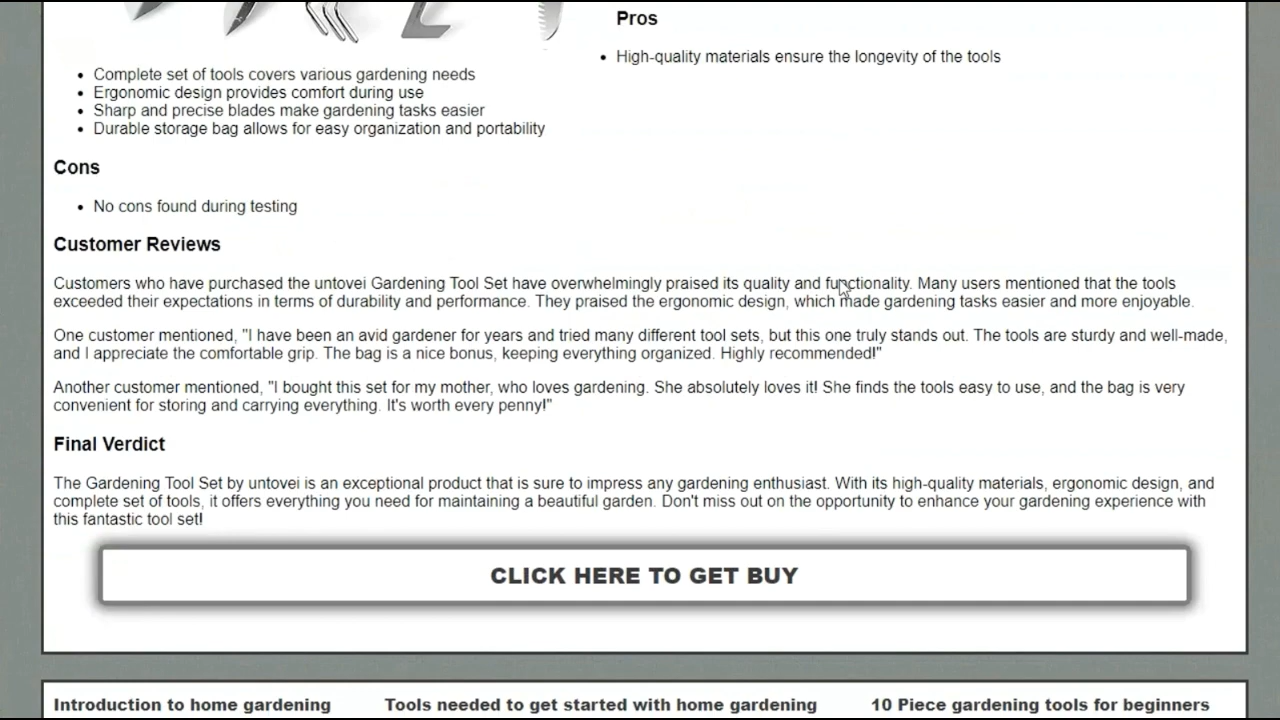 Pros
High-quality materials ensure the longevity of the tools
Complete set of tools covers various gardening needs
Ergonomic design provides comfort during use
Sharp and precise blades make gardening tasks easier
Durable storage bag allows for easy organization and portability
Cons
No cons found during testing
Customer Reviews
Customers who have purchased the untovei Gardening Tool Set have overwhelmingly praised its quality and functionality. Many users mentioned that the tools
exceeded their expectations in terms of durability and performance. They praised the ergonomic design, which made gardening tasks easier and more enjoyable.
One customer mentioned, "I have been an avid gardener for years and tried many different tool sets, but this one truly stands out. The tools are sturdy and well-made,
and I appreciate the comfortable grip. The bag is a nice bonus, keeping everything organized. Highly recommended!"
Another customer mentioned, "I bought this set for my mother, who loves gardening. She absolutely loves it! She finds the tools easy to use, and the bag is very
convenient for storing and carrying everything. It's worth every penny!"
Final Verdict
The Gardening Tool Set by untovei is an exceptional product that is sure to impress any gardening enthusiast. With its high-quality materials, ergonomic design, and
complete set of tools, it offers everything you need for maintaining a beautiful garden. Don't miss out on the opportunity to enhance your gardening experience with
this fantastic tool set!
CLICK HERE TO GET BUY
Introduction to home gardening
Tools needed to get started with home gardening
10 Piece gardening tools for beginners